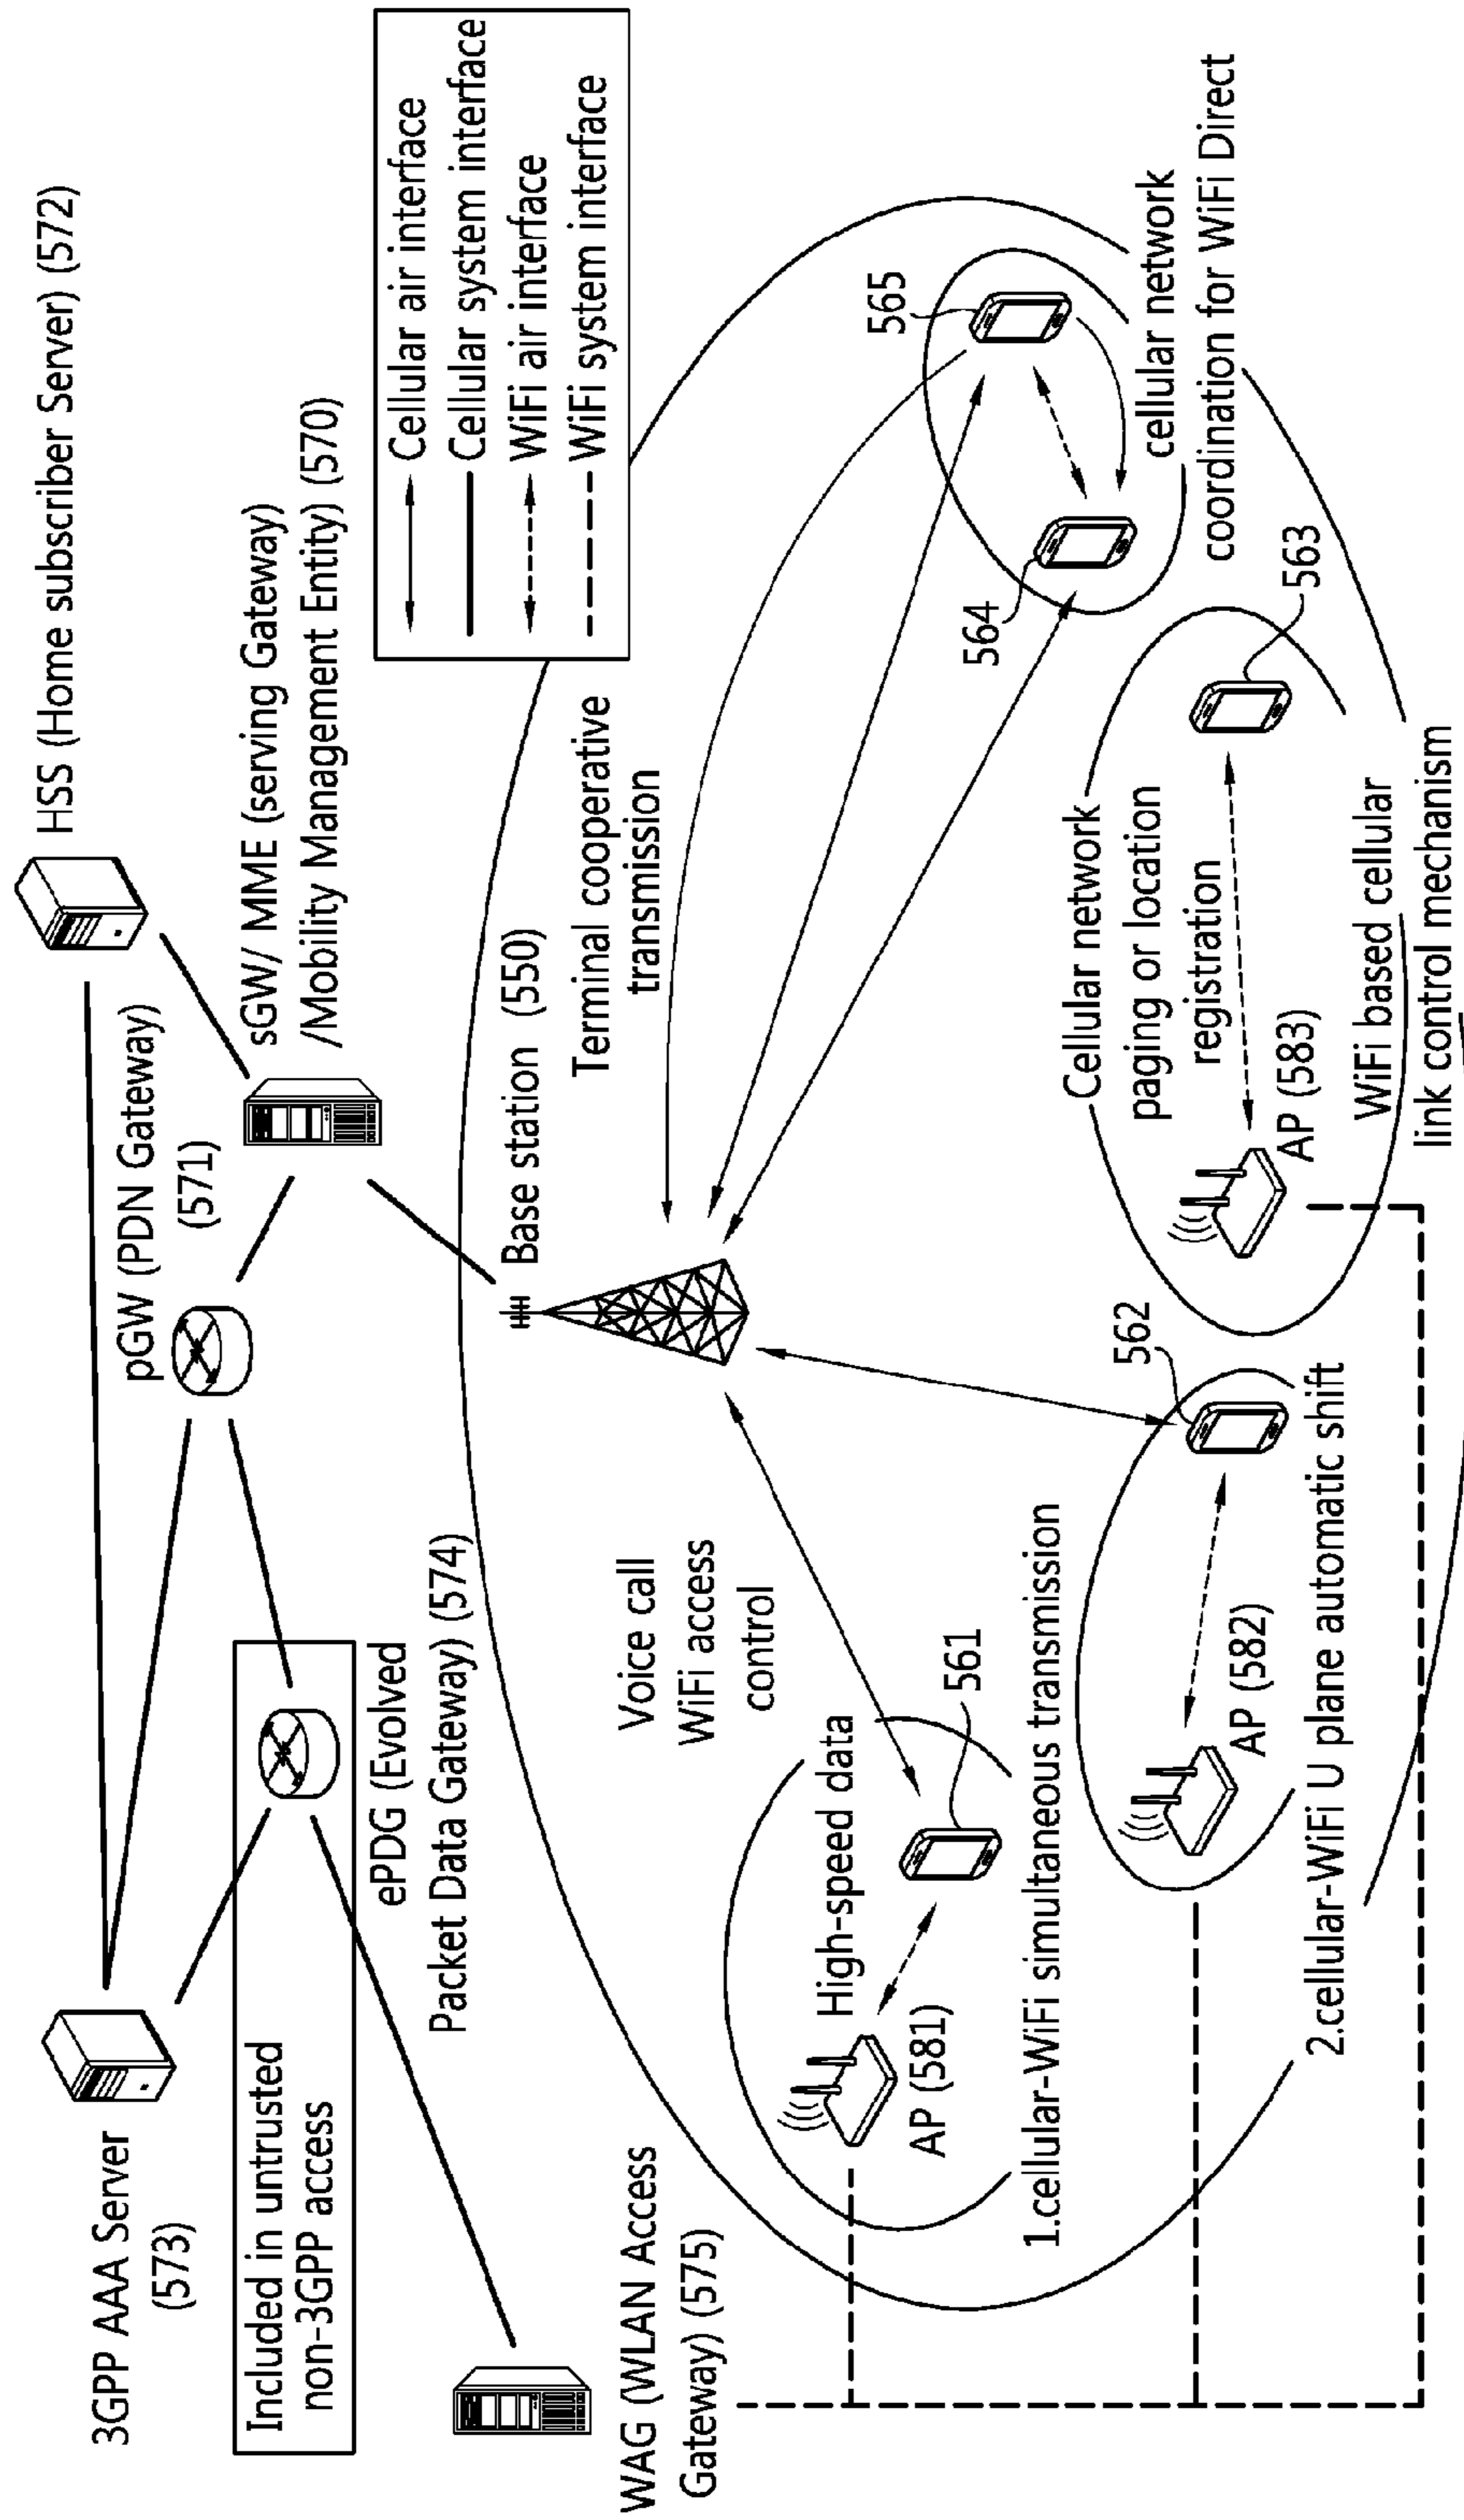 HSS (Home subscriber Server) (572)
3GPP AAA Server
(573)
pGW (PDN Gateway)
(571)
sGW/ MME (serving Gateway)
/Mobility Management Entity) (570)
Included in untrusted
non-3GPP access
ePDG (Evolved
Packet Data Gateway) (574)
Cellular air interface
Cellular system interface
WiFi air interface
WiFi system interface
WAG (WLAN Access
Gateway) (575)
Base station (550)
Terminal cooperative
transmission
Voice call
WiFi access
control
High-speed data
AP (581)
561
1.cellular-WiFi simultaneous transmission
562
AP (582)
2.cellular-WiFi U plane automatic shift
565
564
cellular network
coordination for WiFi Direct
Cellular network
paging or location
registration
563
AP (583)
WiFi based cellular
link control mechanism